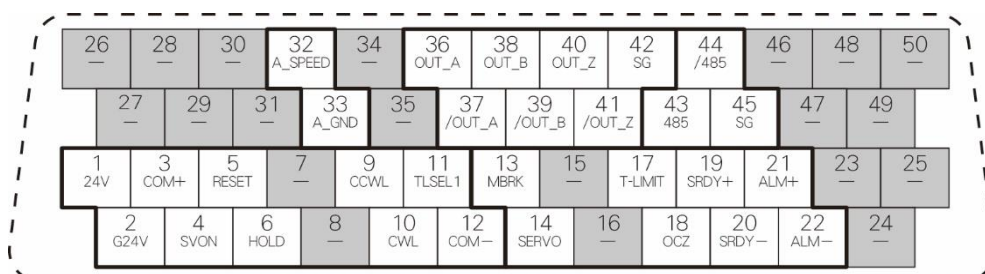 26 28 30 32 34 36 38 40 42 44 46 48 50
— — — A_SPEED — OUT_A OUT_B OUT_Z SG /485 — — —
27 29 31 33 35 37 39 41 43 45 47 49
— — — A_GND — /OUT_A /OUT_B /OUT_Z 485 SG — —
1 3 5 7 9 11 13 15 17 19 21 23 25
24V COM+ RESET — CCWL TLSEL1 MBRK — T-LIMIT SRDY+ ALM+ — —
2 4 6 8 10 12 14 16 18 20 22 24
G24V SVON HOLD — CWL COM− SERVO — OCZ SRDY− ALM− —